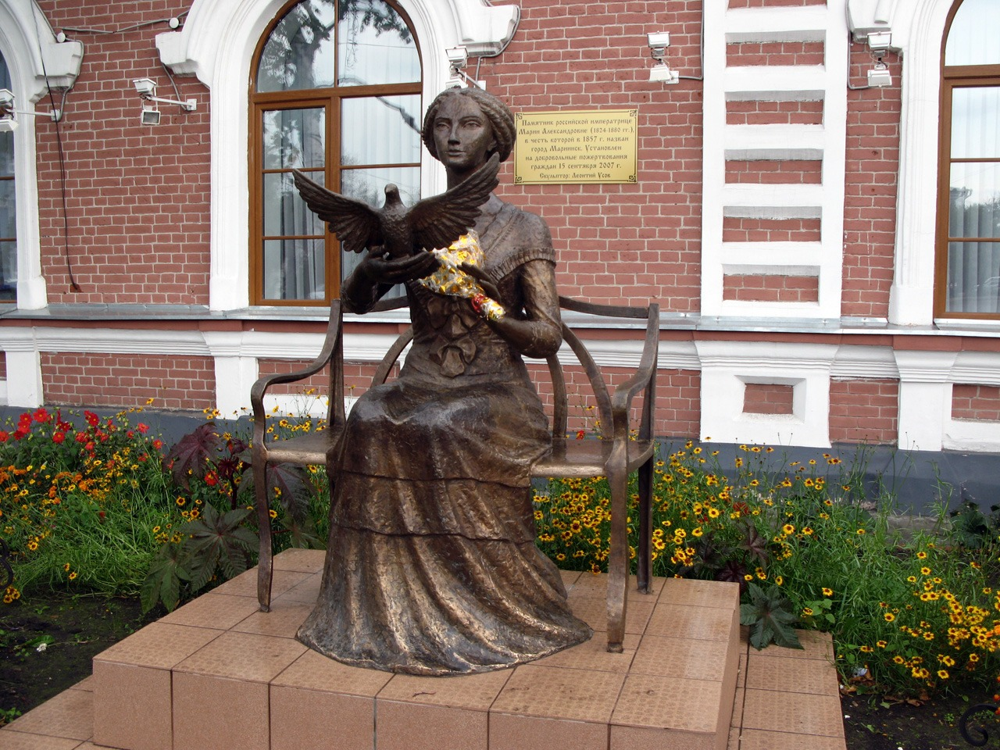 Памятник российской императрице
Марии Александровне (1824-1880 гг.),
в честь которой в 1857 г. назван
город Мариинск. Установлен
на добровольные пожертвования
граждан 15 сентября 2007 г.
Скульптор: Леонтий Усов